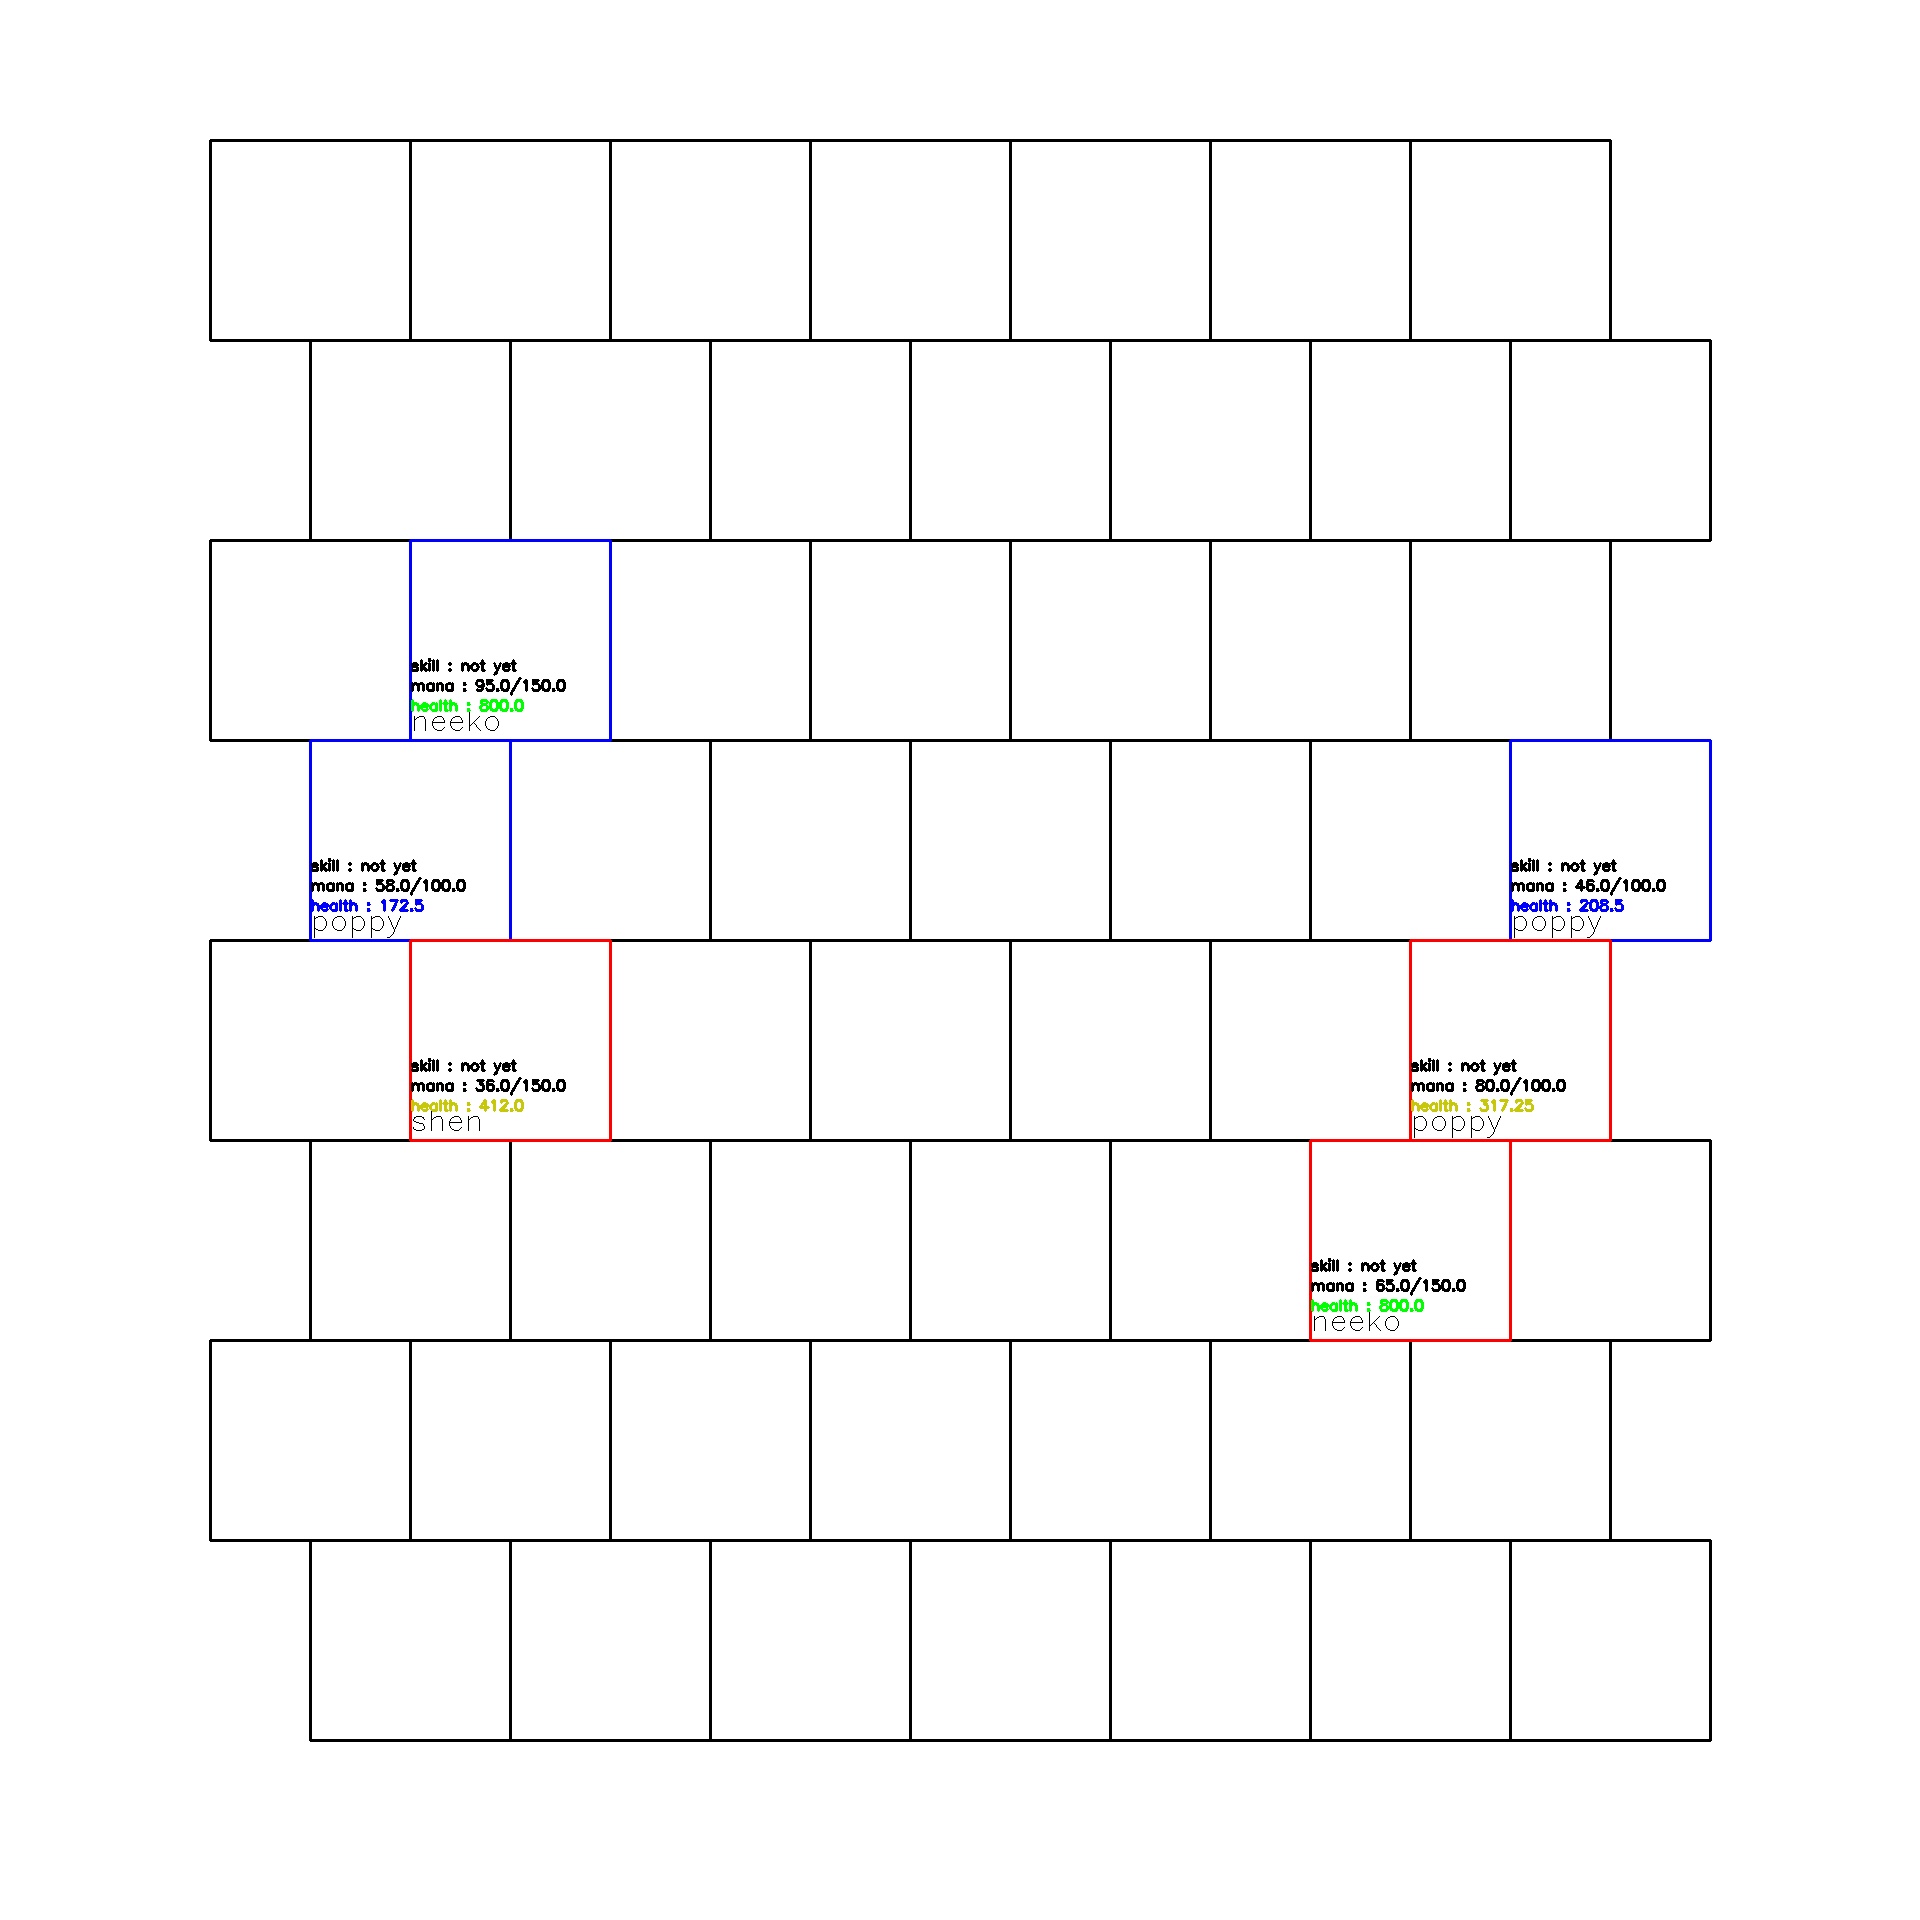 skill : not yet
mana : 95.0/150.0
health : 800.0
neeko
skill : not yet
mana : 58.0/100.0
health : 172.5
poppy
skill : not yet
mana : 46.0/100.0
health : 208.5
poppy
skill : not yet
mana : 36.0/150.0
health : 412.0
shen
skill : not yet
mana : 80.0/100.0
health : 317.25
poppy
skill : not yet
mana : 65.0/150.0
health : 800.0
neeko